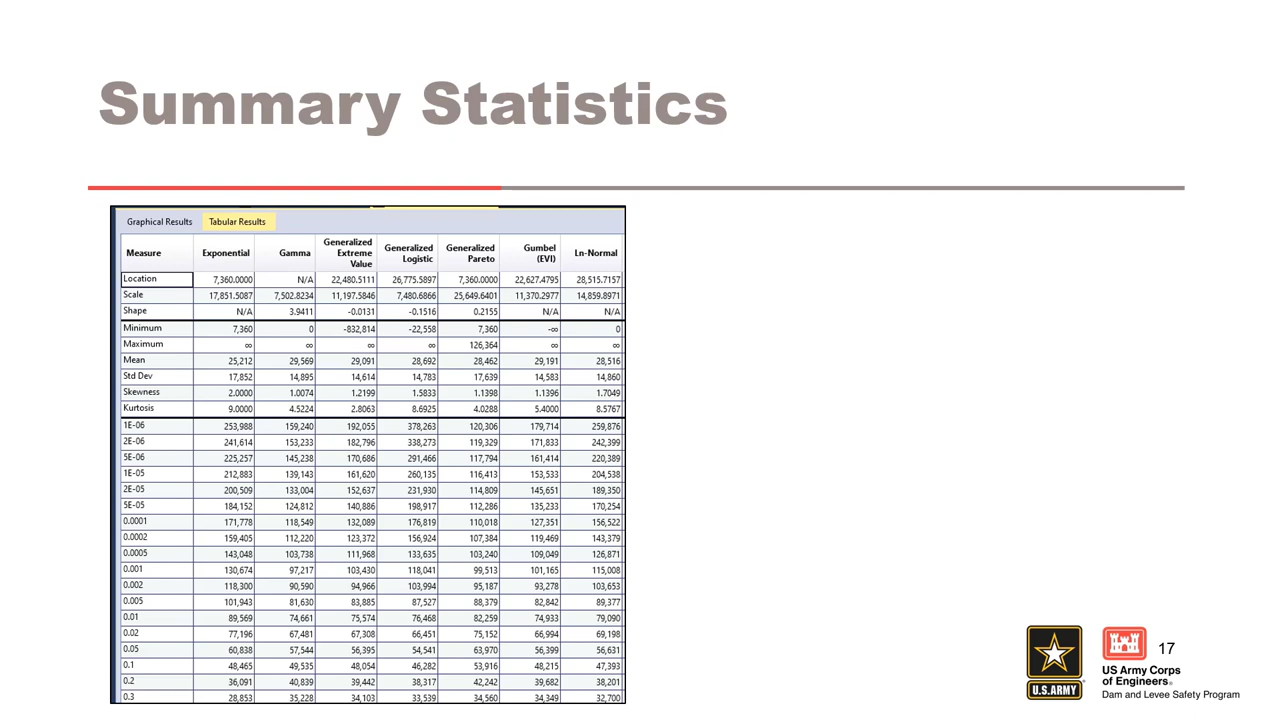 Summary Statistics
Graphical Results Tabular Results
Measure Exponential Gamma Generalized Extreme Value Generalized Logistic Generalized Pareto Gumbel (EVI) Ln-Normal
Location 7,360.0000 N/A 22,480.5111 26,775.5897 7,360.0000 22,627.4795 28,515.7157
Scale 17,851.5087 7,502.8234 11,197.5846 7,480.6866 25,649.6401 11,370.2977 14,859.8971
Shape N/A 3.9411 -0.0131 -0.1516 0.2155 N/A N/A
Minimum 7,360 0 -832,814 -22,558 7,360 -∞ 0
Maximum ∞ ∞ ∞ ∞ 126,364 ∞ ∞
Mean 25,212 29,569 29,091 28,692 28,462 29,191 28,516
Std Dev 17,852 14,895 14,614 14,783 17,639 14,583 14,860
Skewness 2.0000 1.0074 1.2199 1.5833 1.1398 1.1396 1.7049
Kurtosis 9.0000 4.5224 2.8063 8.6925 4.0288 5.4000 8.5767
1E-06 253,988 159,240 192,055 378,263 120,306 179,714 259,876
2E-06 241,614 153,233 182,796 338,273 119,329 171,833 242,399
5E-06 225,257 145,238 170,686 291,466 117,794 161,414 220,389
1E-05 212,883 139,143 161,620 260,135 116,413 153,533 204,538
2E-05 200,509 133,004 152,637 231,930 114,809 145,651 189,350
5E-05 184,152 124,812 140,886 198,917 112,286 135,233 170,254
0.0001 171,778 118,549 132,089 176,819 110,018 127,351 156,522
0.0002 159,405 112,220 123,372 156,924 107,384 119,469 143,379
0.0005 143,048 103,738 111,968 133,635 103,240 109,049 126,871
0.001 130,674 97,217 103,430 118,041 99,513 101,165 115,008
0.002 118,300 90,590 94,966 103,994 95,187 93,278 103,653
0.005 101,943 81,630 83,885 87,527 88,379 82,842 89,377
0.01 89,569 74,661 75,574 76,468 82,259 74,933 79,090
0.02 77,196 67,481 67,308 66,451 75,152 66,994 69,198
0.05 60,838 57,544 56,395 54,541 63,970 56,399 56,631
0.1 48,465 49,535 48,054 46,282 53,916 48,215 47,393
0.2 36,091 40,839 39,442 38,317 42,242 39,682 38,201
0.3 28,853 35,228 34,103 33,539 34,560 34,349 32,700
17
U.S. ARMY
US Army Corps
of Engineers®
Dam and Levee Safety Program